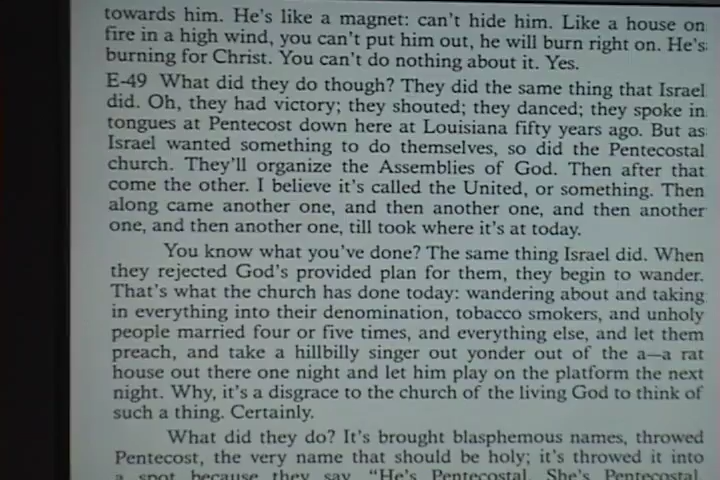 towards him. He's like a magnet: can't hide him. Like a house on
fire in a high wind, you can't put him out, he will burn right on. He's
burning for Christ. You can't do nothing about it. Yes.
E-49 What did they do though? They did the same thing that Israel
did. Oh, they had victory; they shouted; they danced; they spoke in
tongues at Pentecost down here at Louisiana fifty years ago. But as
Israel wanted something to do themselves, so did the Pentecostal
church. They'll organize the Assemblies of God. Then after that
come the other. I believe it's called the United, or something. Then
along came another one, and then another one, and then another
one, and then another one, till took where it's at today.
You know what you've done? The same thing Israel did. When
they rejected God's provided plan for them, they begin to wander.
That's what the church has done today: wandering about and taking
in everything into their denomination, tobacco smokers, and unholy
people married four or five times, and everything else, and let them
preach, and take a hillbilly singer out yonder out of the a—a rat
house out there one night and let him play on the platform the next
night. Why, it's a disgrace to the church of the living God to think of
such a thing. Certainly.
What did they do? It's brought blasphemous names, throwed
Pentecost, the very name that should be holy; it's throwed it into
a spot because they say, "He's Pentecostal. She's Pentecostal.